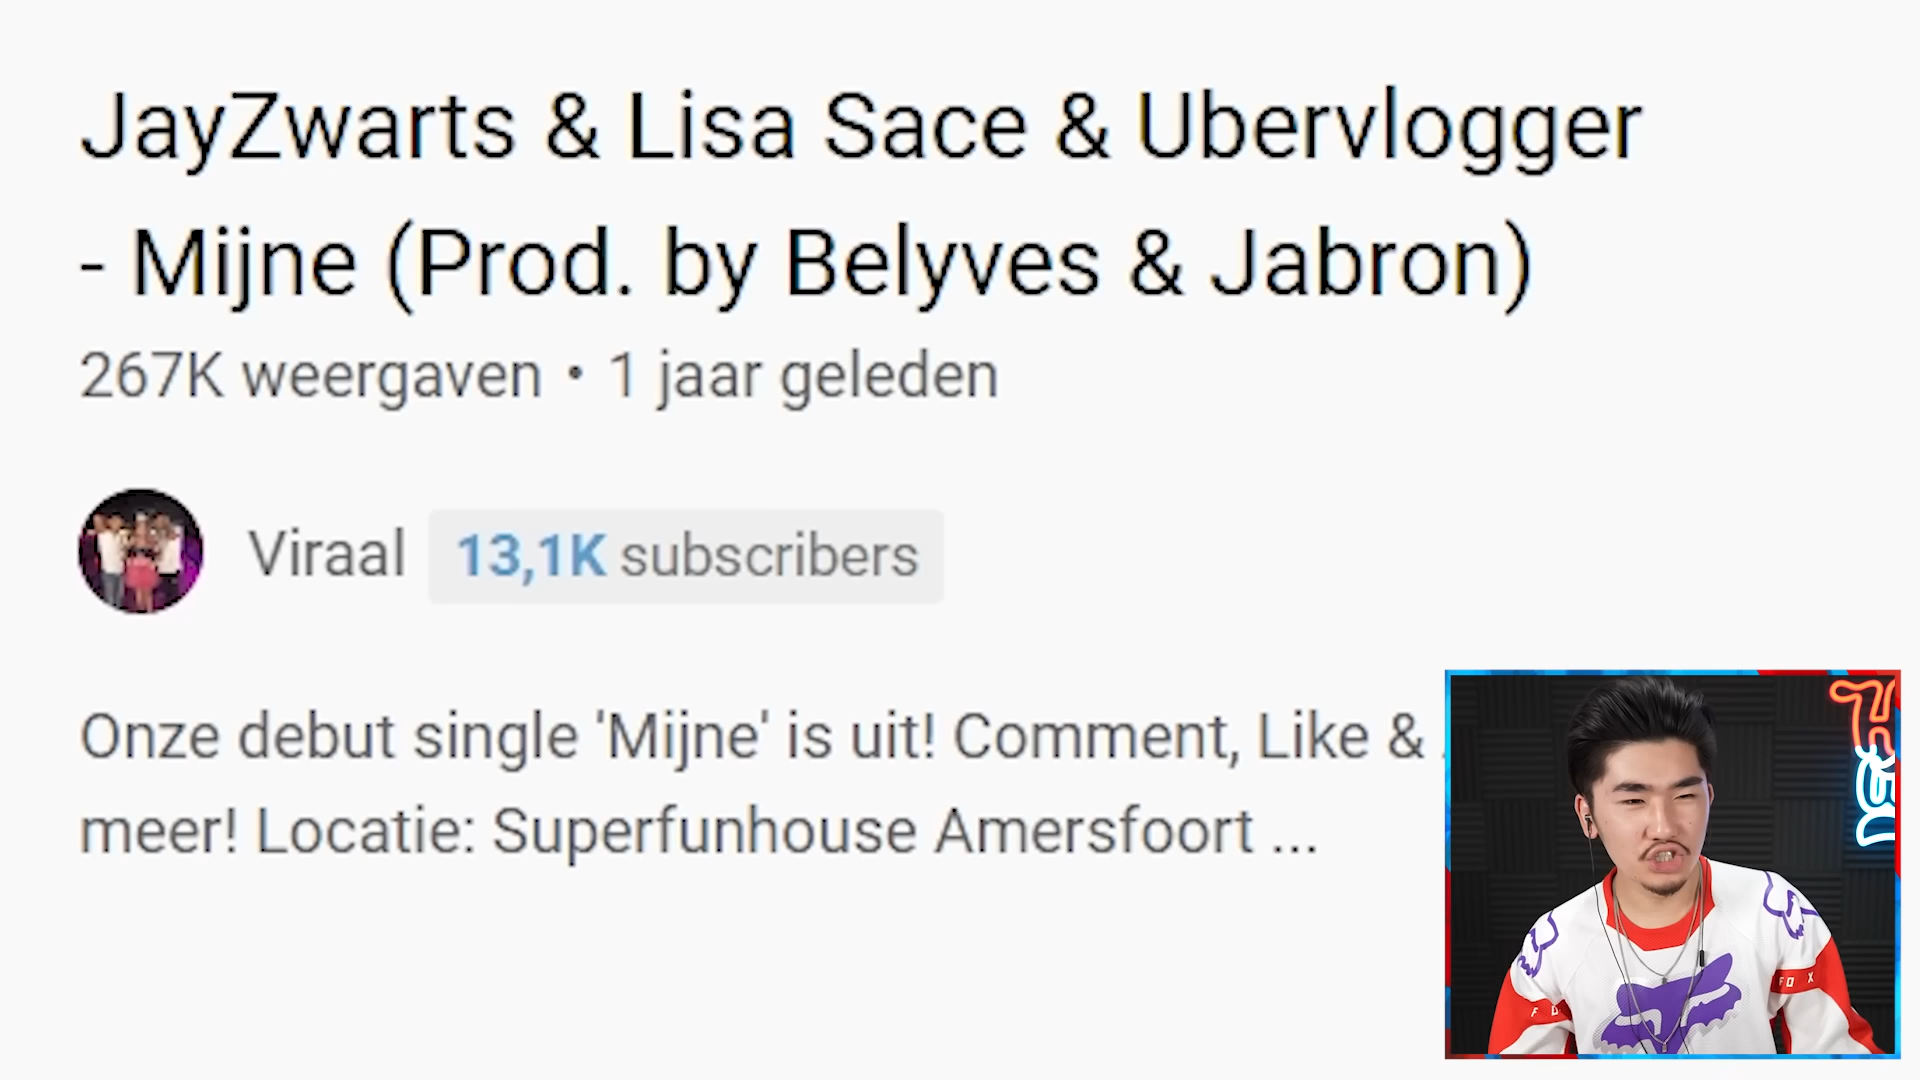 JayZwarts & Lisa Sace & Ubervlogger
- Mijne (Prod. by Belyves & Jabron)
267K weergaven • 1 jaar geleden
Viraal 13,1K subscribers
Onze debut single 'Mijne' is uit! Comment, Like &
meer! Locatie: Superfunhouse Amersfoort ...
FOX